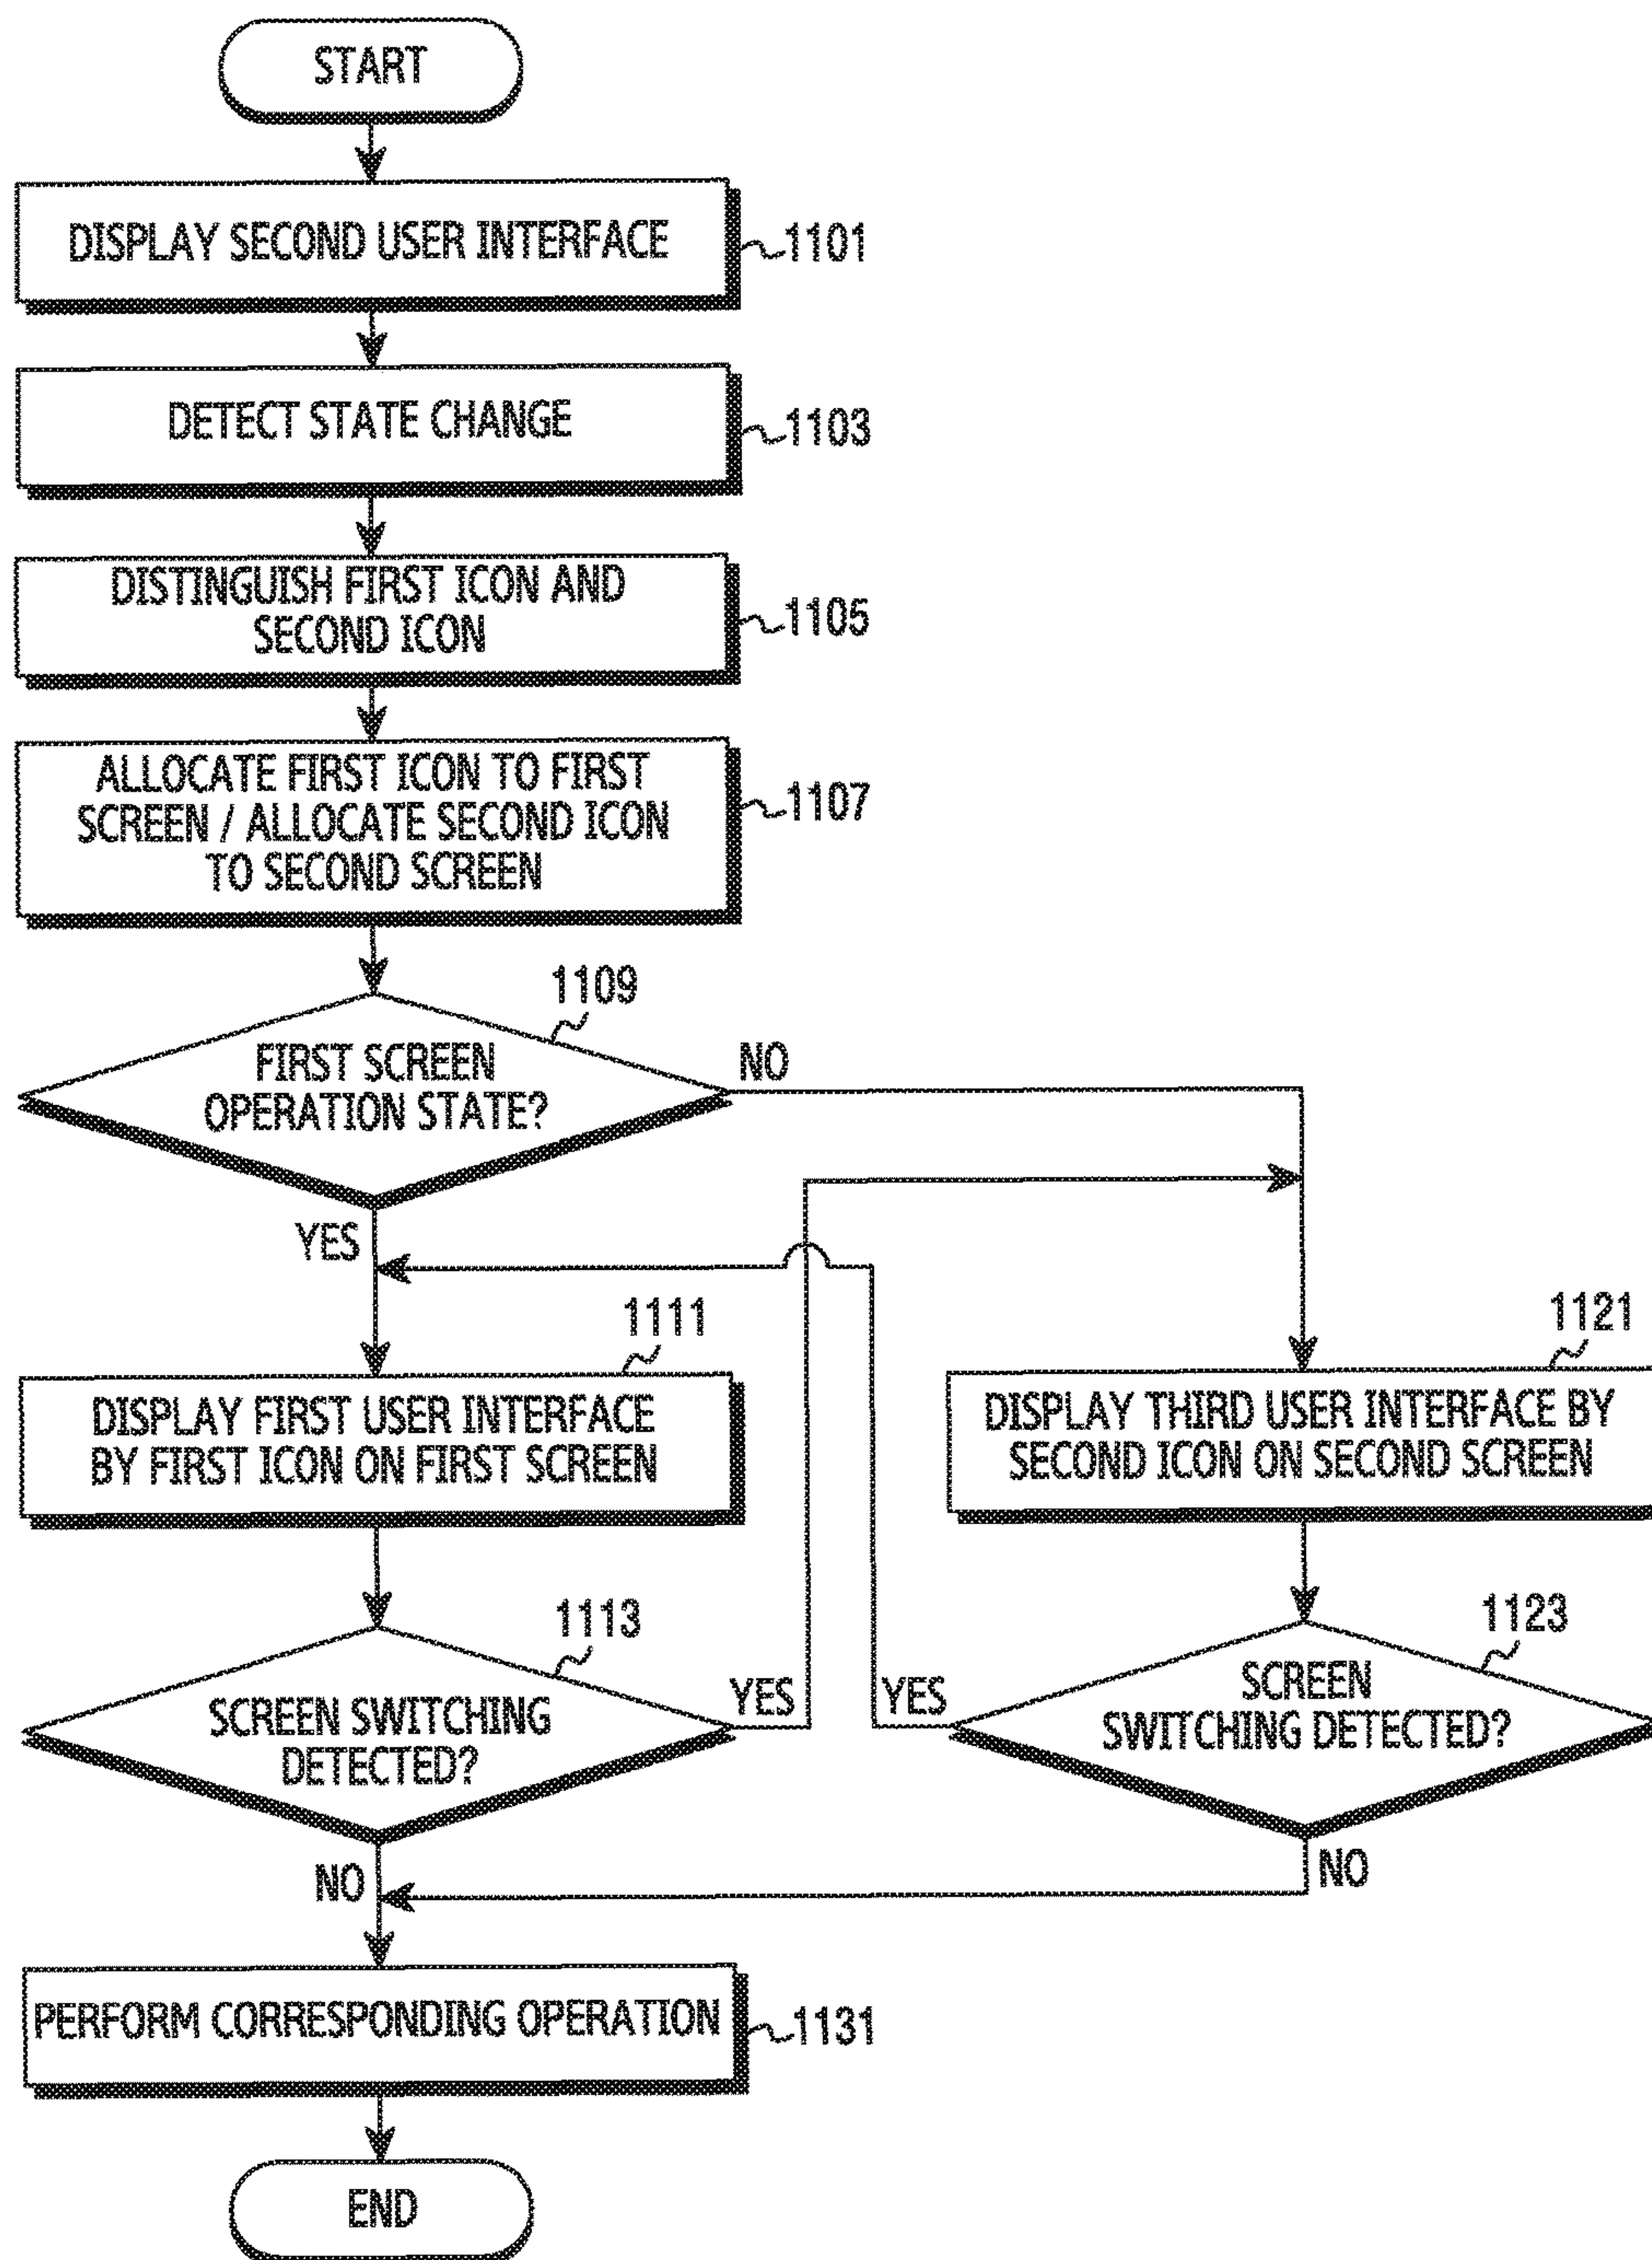 START
DISPLAY SECOND USER INTERFACE
1101
DETECT STATE CHANGE
1103
DISTINGUISH FIRST ICON AND
SECOND ICON
1105
ALLOCATE FIRST ICON TO FIRST
SCREEN / ALLOCATE SECOND ICON
TO SECOND SCREEN
1107
1109
FIRST SCREEN
OPERATION STATE?
NO
YES
1111
DISPLAY FIRST USER INTERFACE
BY FIRST ICON ON FIRST SCREEN
1121
DISPLAY THIRD USER INTERFACE BY
SECOND ICON ON SECOND SCREEN
1113
SCREEN SWITCHING
DETECTED?
YES
YES
1123
SCREEN
SWITCHING DETECTED?
NO
NO
PERFORM CORRESPONDING OPERATION
1131
END